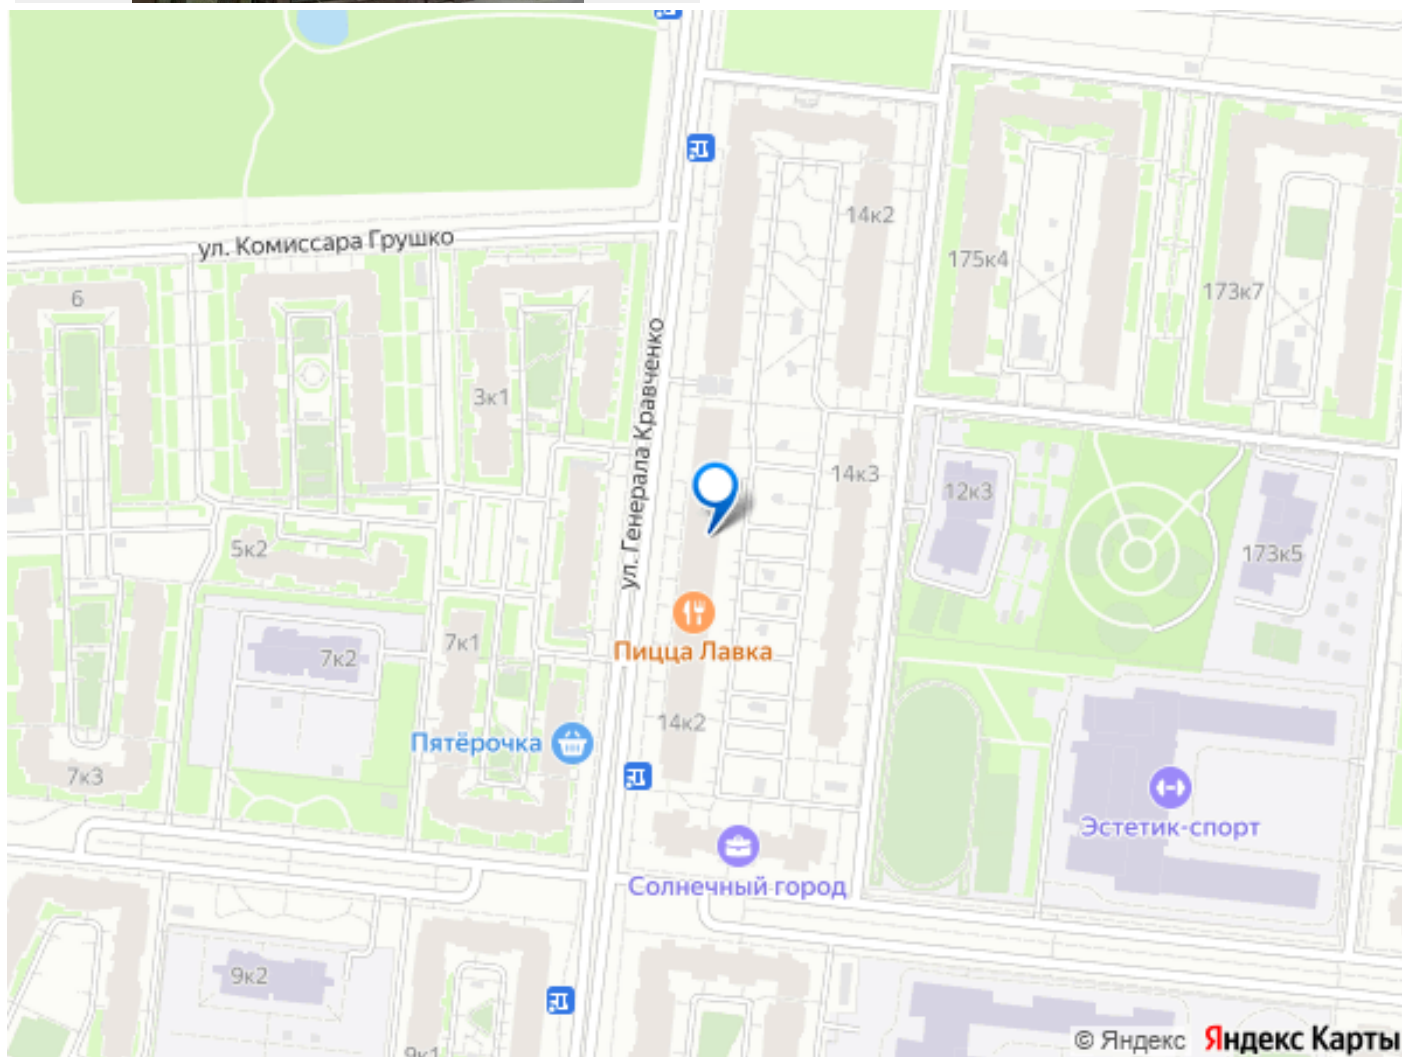 ул. Комиссара Грушко
14к2
175к4
173к7
6
3к1
ул. Генерала Кравченко
14к3
12к3
173к5
5к2
7к1
7к2
Пицца Лавка
14к2
Пятёрочка
7к3
Эстетик-спорт
Солнечный город
9к2
9к1
© Яндекс Яндекс Карты